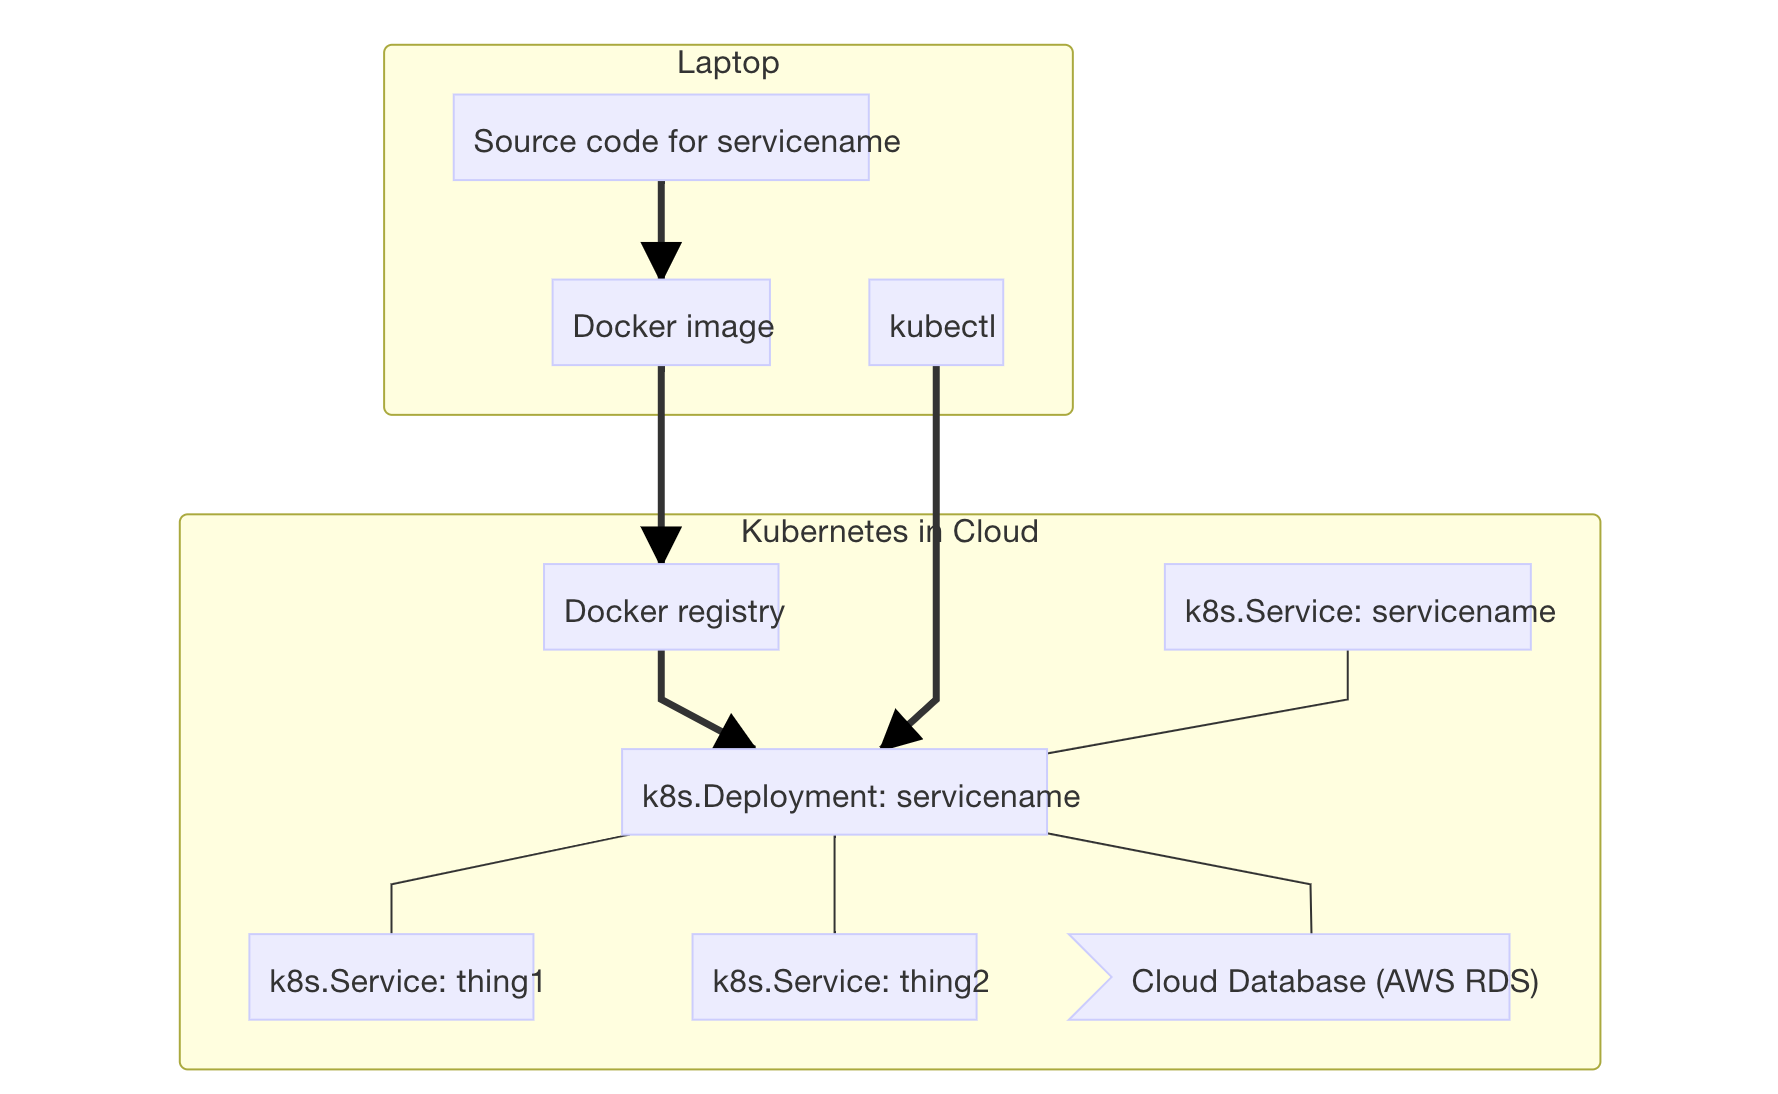 Laptop
Source code for servicename
Docker image
kubectl
Kubernetes in Cloud
Docker registry
k8s.Service: servicename
k8s.Deployment: servicename
k8s.Service: thing1
k8s.Service: thing2
Cloud Database (AWS RDS)